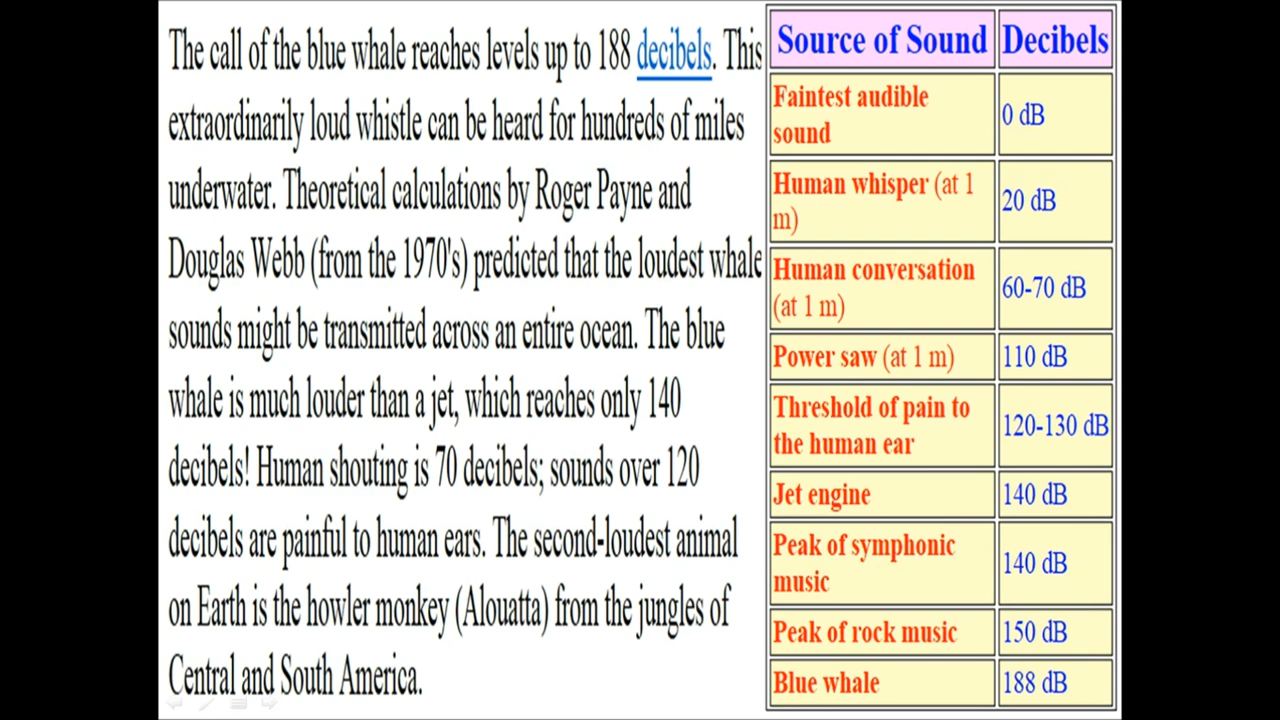 The call of the blue whale reaches levels up to 188 decibels. This
extraordinarily loud whistle can be heard for hundreds of miles
underwater. Theoretical calculations by Roger Payne and
Douglas Webb (from the 1970's) predicted that the loudest whale
sounds might be transmitted across an entire ocean. The blue
whale is much louder than a jet, which reaches only 140
decibels! Human shouting is 70 decibels; sounds over 120
decibels are painful to human ears. The second-loudest animal
on Earth is the howler monkey (Alouatta) from the jungles of
Central and South America.
Source of Sound Decibels
Faintest audible
sound
0 dB
Human whisper (at 1
m)
20 dB
Human conversation
(at 1 m)
60-70 dB
Power saw (at 1 m) 110 dB
Threshold of pain to
the human ear
120-130 dB
Jet engine 140 dB
Peak of symphonic
music
140 dB
Peak of rock music 150 dB
Blue whale 188 dB